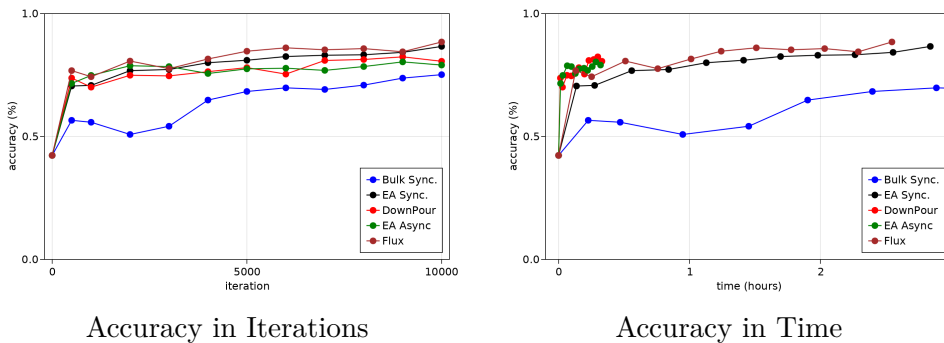 1.0
0.5
0.0
accuracy (%)
0
5000
10000
iteration
Bulk Sync.
EA Sync.
DownPour
EA Async
Flux
Accuracy in Iterations
1.0
0.5
0.0
accuracy (%)
0
1
2
time (hours)
Bulk Sync.
EA Sync.
DownPour
EA Async
Flux
Accuracy in Time